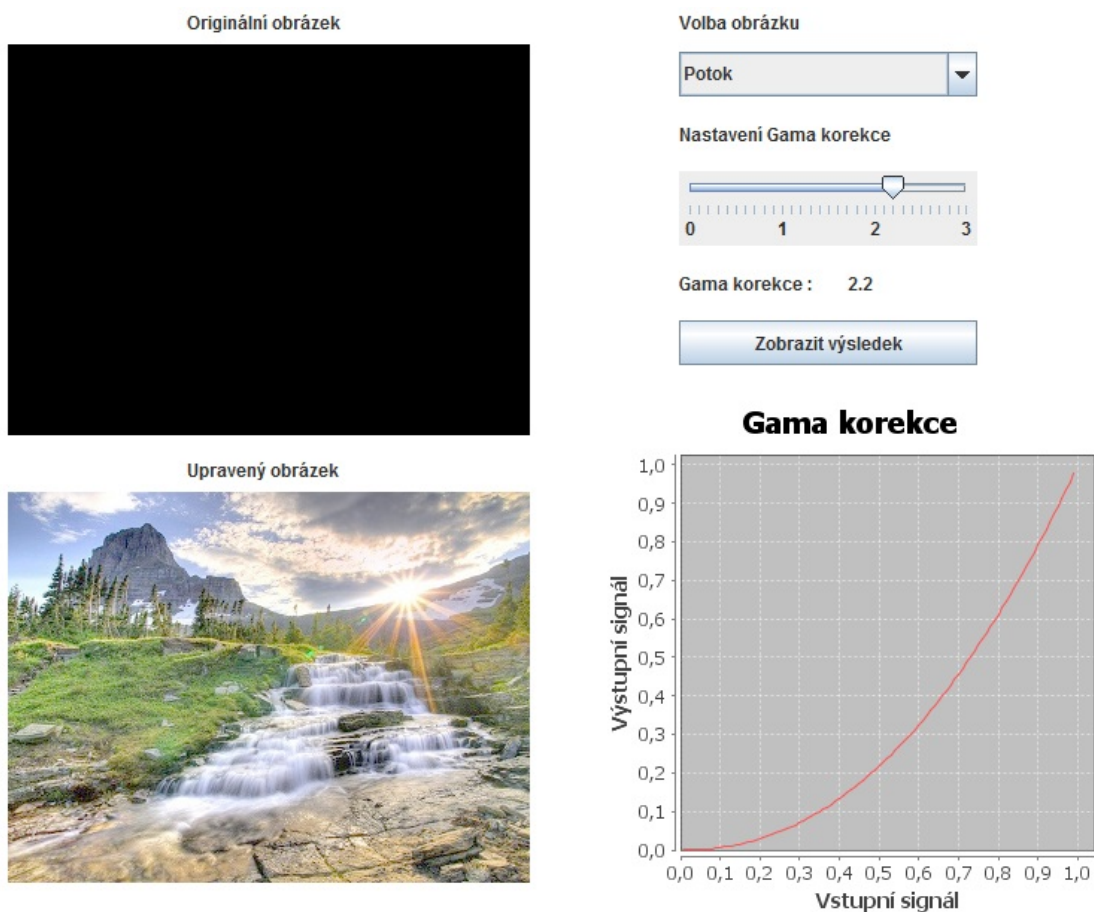 Originální obrázek
Upravený obrázek
Volba obrázku
Potok
Nastavení Gama korekce
0 1 2 3
Gama korekce : 2.2
Zobrazit výsledek
Gama korekce
Výstupní signál
1,0
0,9
0,8
0,7
0,6
0,5
0,4
0,3
0,2
0,1
0,0
0,0 0,1 0,2 0,3 0,4 0,5 0,6 0,7 0,8 0,9 1,0
Vstupní signál